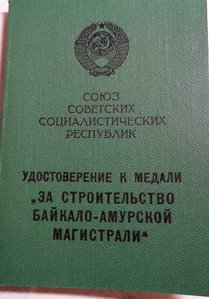 СОЮЗ
СОВЕТСКИХ
СОЦИАЛИСТИЧЕСКИХ
РЕСПУБЛИК
УДОСТОВЕРЕНИЕ К МЕДАЛИ
„ЗА СТРОИТЕЛЬСТВО
БАЙКАЛО-АМУРСКОЙ
МАГИСТРАЛИ“